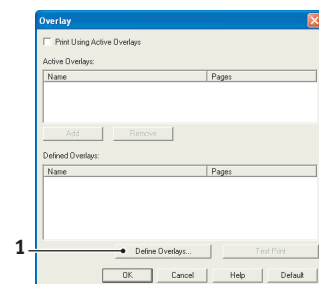 Overlay
Print Using Active Overlays
Active Overlays:
Name Pages
Add Remove
Defined Overlays:
Name Pages
1 Define Overlays... Test Print
OK Cancel Help Default